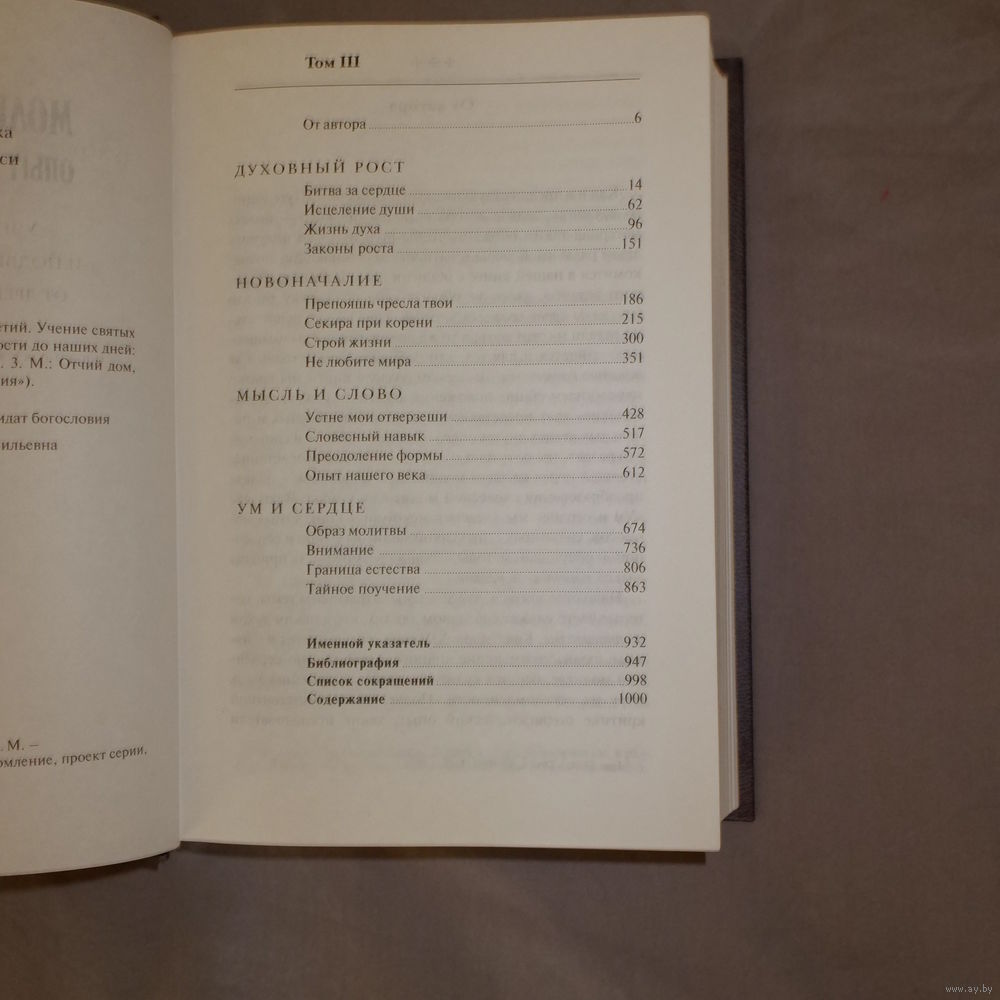 ка
си
етий. Учение святых
ости до наших дней:
. 3. М.: Отчий дом,
ия»).
идат богословия
ильевна
. М. –
омление, проект серии,
Том III
От автора 6
ДУХОВНЫЙ РОСТ
Битва за сердце 14
Исцеление души 62
Жизнь духа 96
Законы роста 151
НОВОНАЧАЛИЕ
Препояшь чресла твои 186
Секира при корени 215
Строй жизни 300
Не любите мира 351
МЫСЛЬ И СЛОВО
Устне мои отверзеши 428
Словесный навык 517
Преодоление формы 572
Опыт нашего века 612
УМ И СЕРДЦЕ
Образ молитвы 674
Внимание 736
Граница естества 806
Тайное поучение 863
Именной указатель 932
Библиография 947
Список сокращений 998
Содержание 1000
www.ay.by